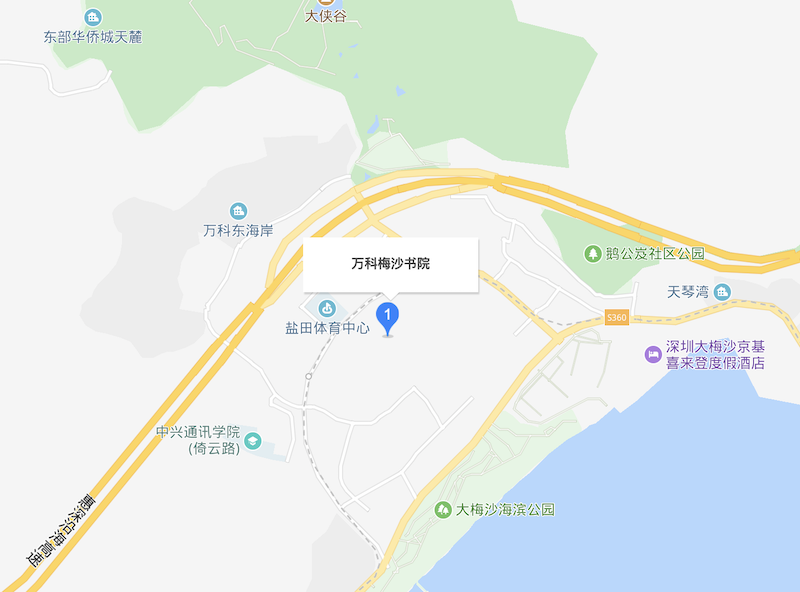 大侠谷
东部华侨城天麓
万科东海岸
万科梅沙书院
鹅公岌社区公园
天琴湾
1
盐田体育中心
S360
深圳大梅沙京基
喜来登度假酒店
中兴通讯学院
(倚云路)
大梅沙海滨公园
惠深沿海高速